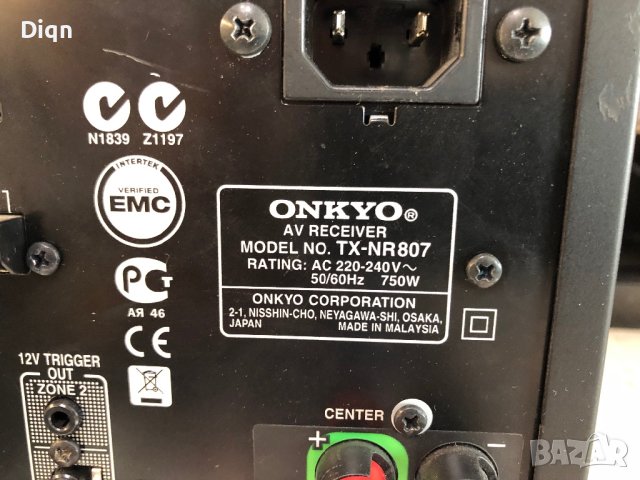 Diqn
N1839 Z1197
INTERTEK
VERIFIED
EMC
ONKYO®
AV RECEIVER
MODEL NO. TX-NR807
RATING: AC 220-240V～
50/60Hz 750W
ONKYO CORPORATION
2-1, NISSHIN-CHO, NEYAGAWA-SHI, OSAKA,
JAPAN MADE IN MALAYSIA
РСТ
АЯ 46
CE
12V TRIGGER
OUT
ZONE 2
CENTER
+ −
BAZAR